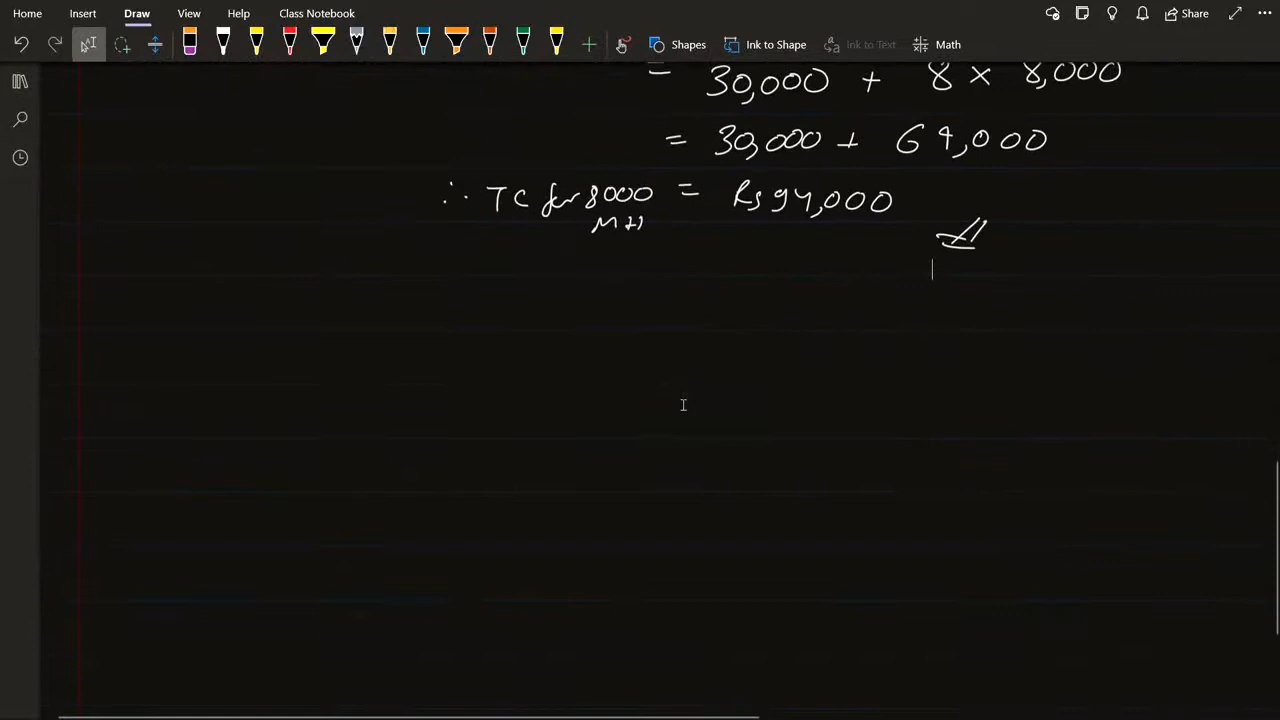 Home Insert Draw View Help Class Notebook Share
Shapes Ink to Shape Ink to Text Math
= 30,000 + 8 × 8,000
= 30,000 + 64,000
∴ TC for 8000 = Rs 94,000
MH